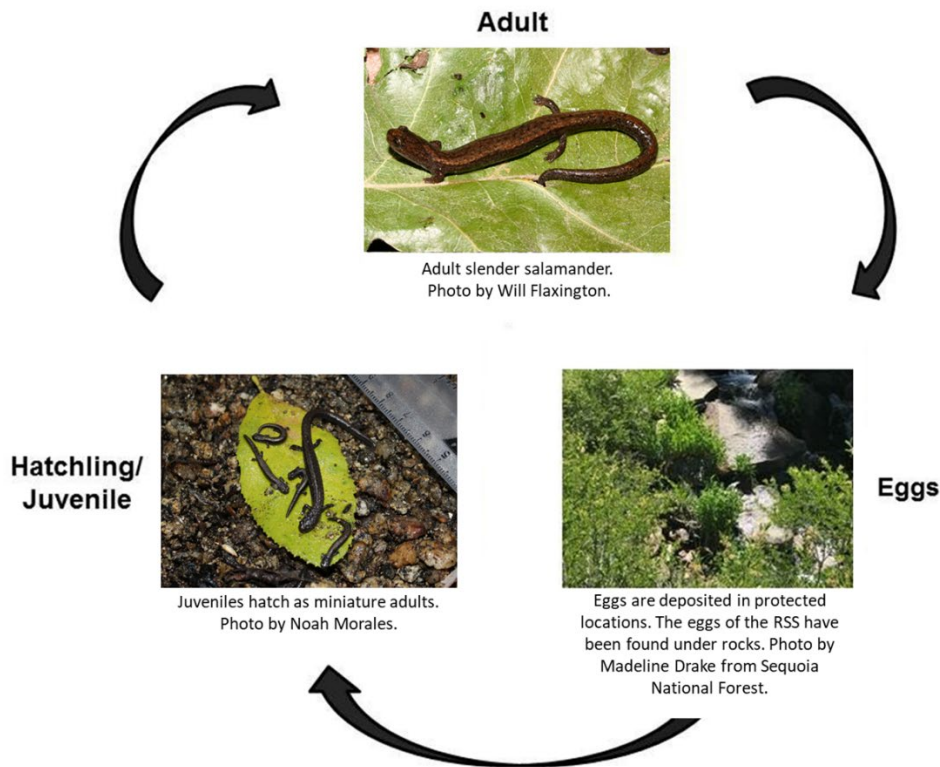 Adult
Adult slender salamander.
Photo by Will Flaxington.
Hatchling/
Juvenile
Juveniles hatch as miniature adults.
Photo by Noah Morales.
Eggs
Eggs are deposited in protected
locations. The eggs of the RSS have
been found under rocks. Photo by
Madeline Drake from Sequoia
National Forest.